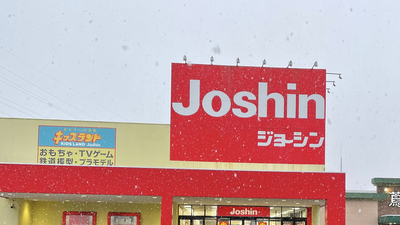 Joshin
ジョーシン
キッズランド
KIDS LAND Joshin
おもちゃ・TVゲーム
鉄道模型・プラモデル
Joshin
蔦